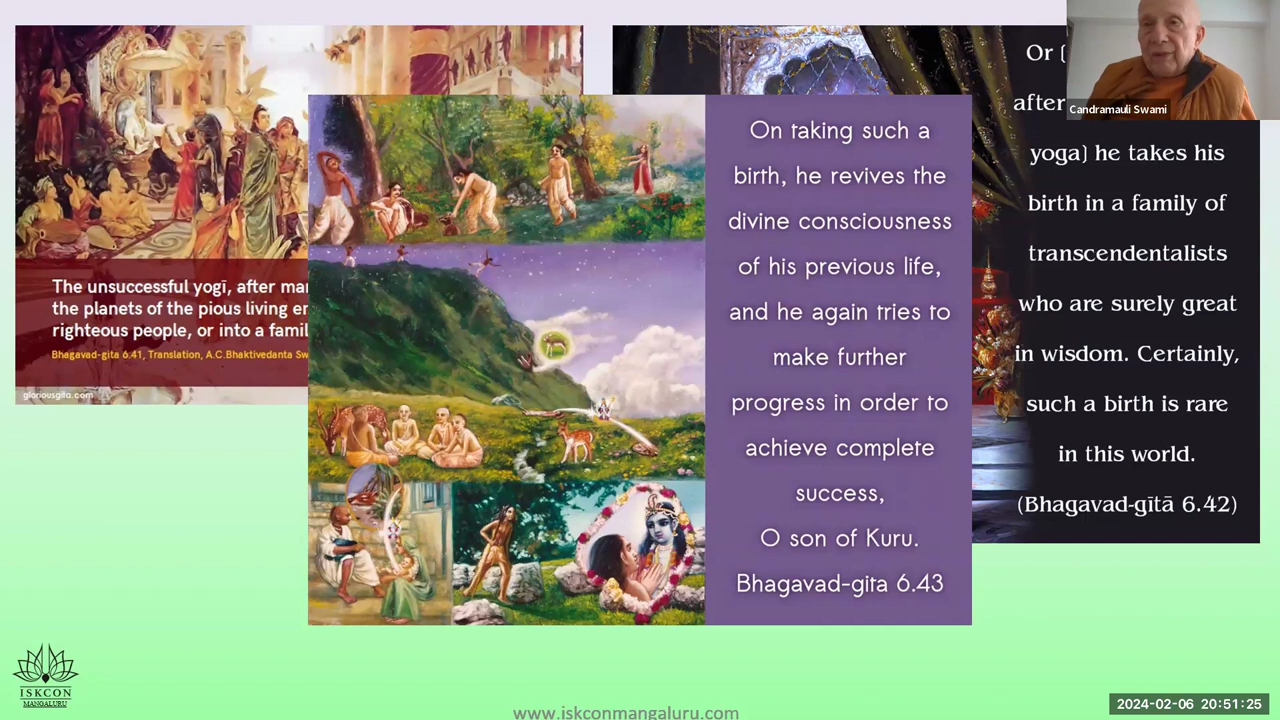 The unsuccessful yogī, after
the planets of the pious living
righteous people, or into a
Bhagavad-gita 6.41, Translation, A.C.Bhaktivedanta
gloriousgita.com
On taking such a
birth, he revives the
divine consciousness
of his previous life,
and he again tries to
make further
progress in order to
achieve complete
success,
O son of Kuru.
Bhagavad-gita 6.43
Or
after
yoga) he takes his
birth in a family of
transcendentalists
who are surely great
in wisdom. Certainly,
such a birth is rare
in this world.
(Bhagavad-gītā 6.42)
Candramauli Swami
ISKCON
MANGALURU
www.iskconmangaluru.com
2024-02-06 20:51:25